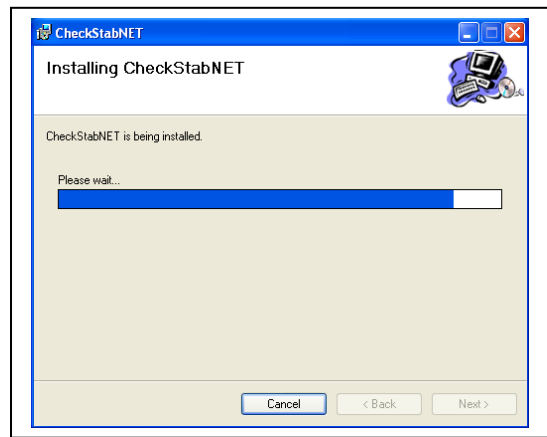 CheckStabNET
Installing CheckStabNET
CheckStabNET is being installed.
Please wait...
Cancel
< Back
Next >